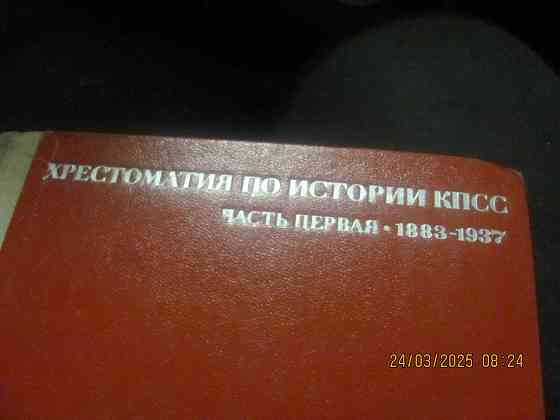 ХРЕСТОМАТИЯ ПО ИСТОРИИ КПСС
ЧАСТЬ ПЕРВАЯ • 1883-1937
24/03/2025 08:24